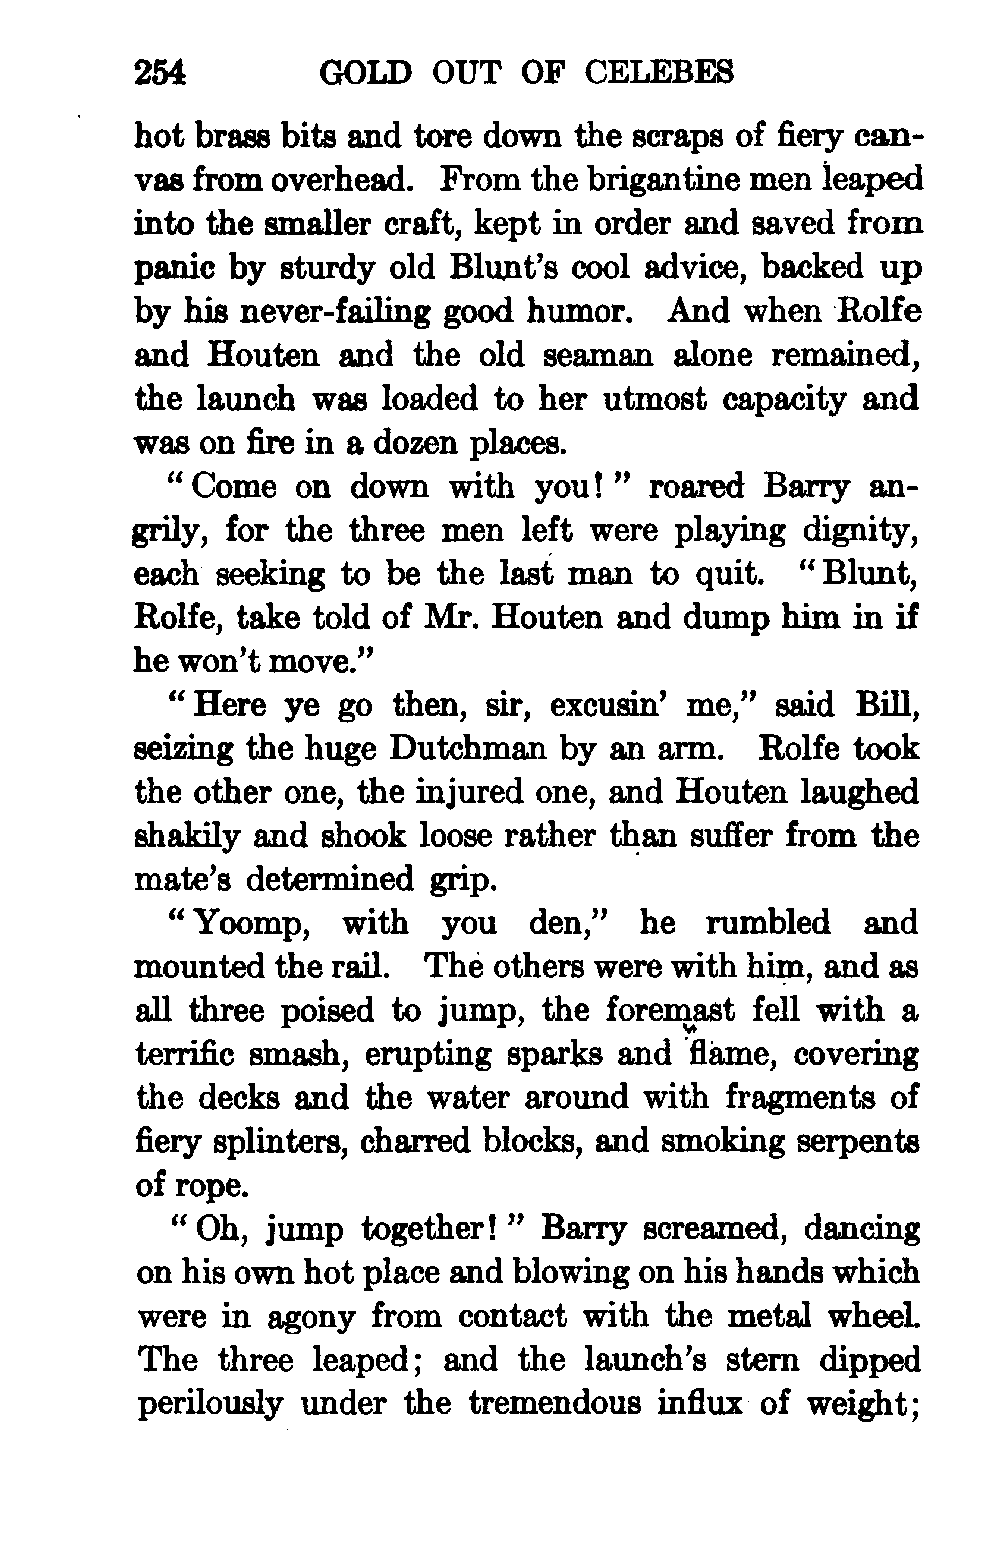 254 GOLD OUT OF CELEBES
hot brass bits and tore down the scraps of fiery can-
vas from overhead. From the brigantine men leaped
into the smaller craft, kept in order and saved from
panic by sturdy old Blunt's cool advice, backed up
by his never-failing good humor. And when Rolfe
and Houten and the old seaman alone remained,
the launch was loaded to her utmost capacity and
was on fire in a dozen places.
"Come on down with you!" roared Barry an-
grily, for the three men left were playing dignity,
each seeking to be the last man to quit. "Blunt,
Rolfe, take told of Mr. Houten and dump him in if
he won't move."
"Here ye go then, sir, excusin' me," said Bill,
seizing the huge Dutchman by an arm. Rolfe took
the other one, the injured one, and Houten laughed
shakily and shook loose rather than suffer from the
mate's determined grip.
"Yoomp, with you den," he rumbled and
mounted the rail. The others were with him, and as
all three poised to jump, the foremast fell with a
terrific smash, erupting sparks and flame, covering
the decks and the water around with fragments of
fiery splinters, charred blocks, and smoking serpents
of rope.
"Oh, jump together!" Barry screamed, dancing
on his own hot place and blowing on his hands which
were in agony from contact with the metal wheel.
The three leaped; and the launch's stern dipped
perilously under the tremendous influx of weight;